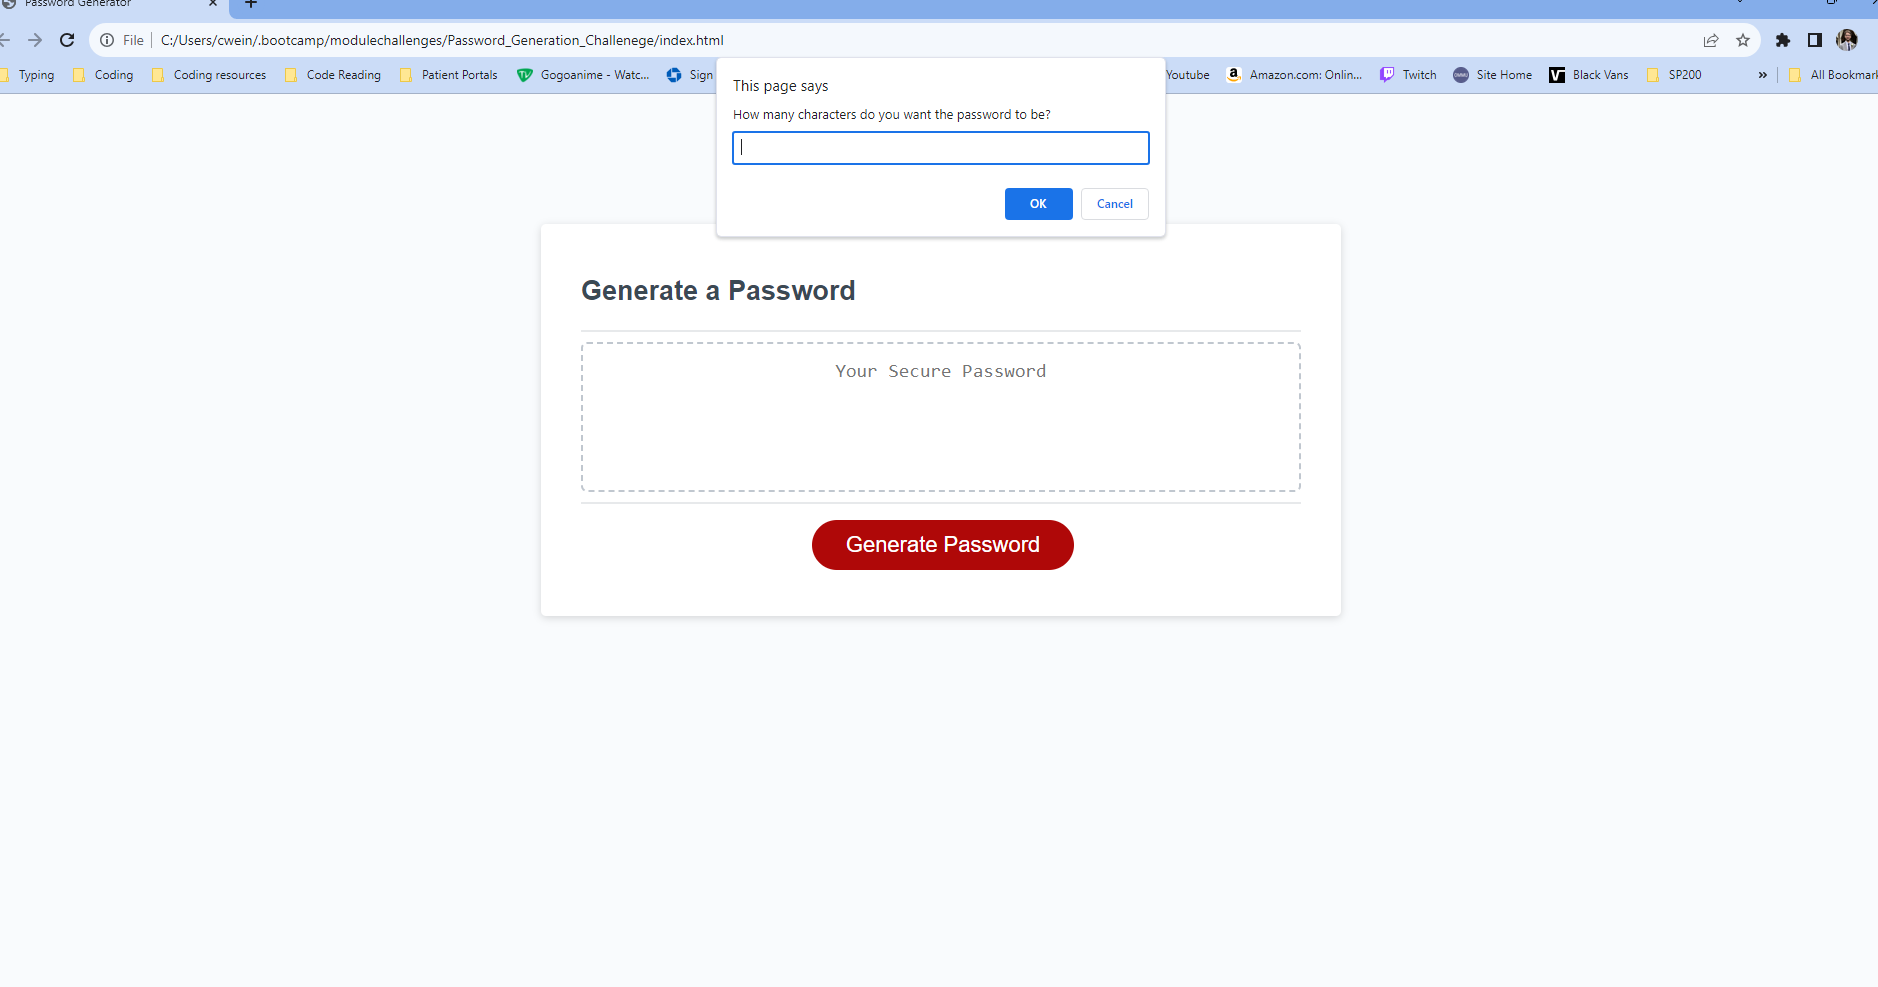 Password Generator
File C:/Users/cwein/.bootcamp/modulechallenges/Password_Generation_Challenege/index.html
Typing Coding Coding resources Code Reading Patient Portals Gogoanime - Watc... Sign Youtube Amazon.com: Onlin... Twitch Site Home Black Vans SP200 » All Bookmar
This page says
How many characters do you want the password to be?
OK Cancel
Generate a Password
Your Secure Password
Generate Password